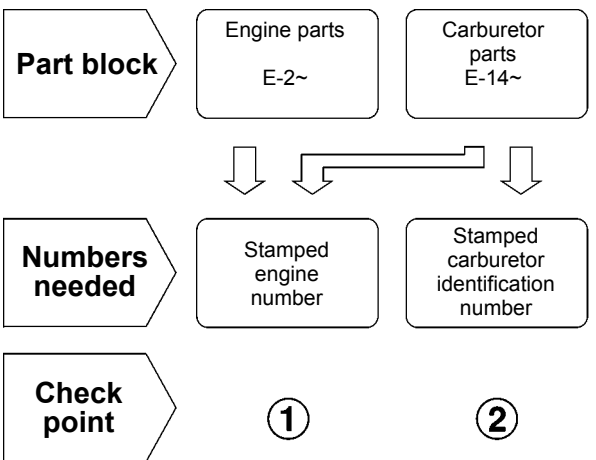 Part block
Engine parts
E-2~
Carburetor
parts
E-14~
Numbers
needed
Stamped
engine
number
Stamped
carburetor
identification
number
Check
point
①
②